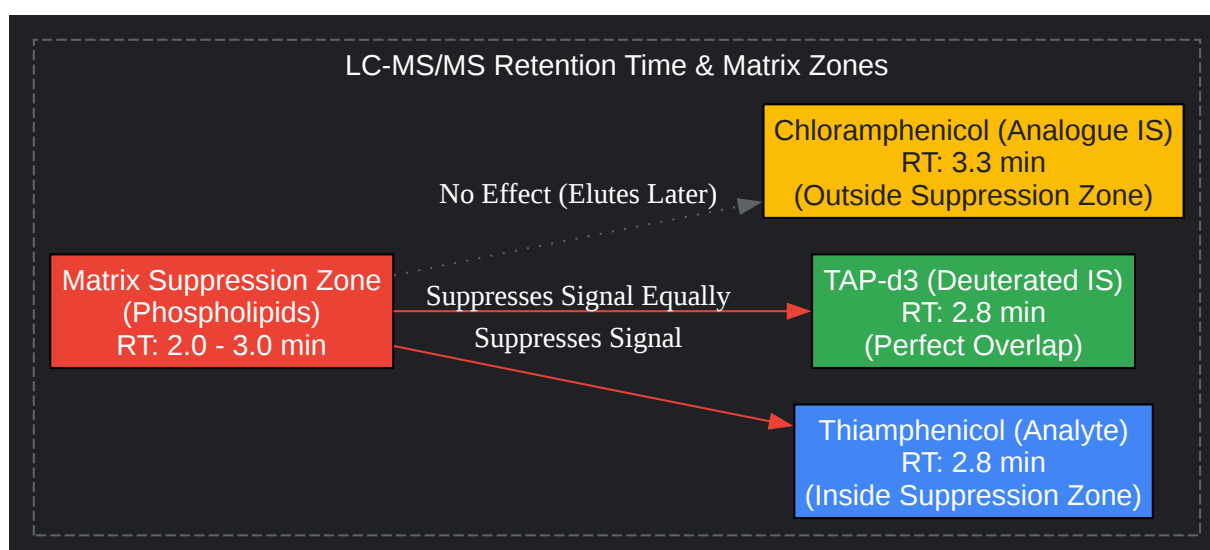 LC-MS/MS Retention Time & Matrix Zones
Chloramphenicol (Analogue IS)
RT: 3.3 min
(Outside Suppression Zone)
No Effect (Elutes Later)
Matrix Suppression Zone
(Phospholipids)
RT: 2.0 - 3.0 min
Suppresses Signal Equally
Suppresses Signal
TAP-d3 (Deuterated IS)
RT: 2.8 min
(Perfect Overlap)
Thiamphenicol (Analyte)
RT: 2.8 min
(Inside Suppression Zone)